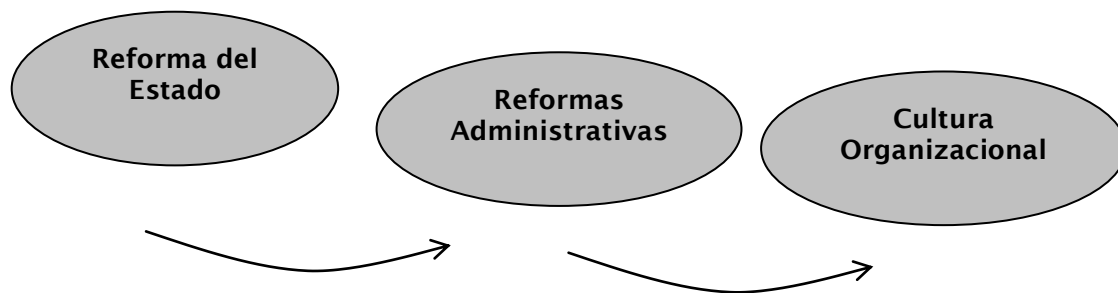 Reforma del
Estado
Reformas
Administrativas
Cultura
Organizacional